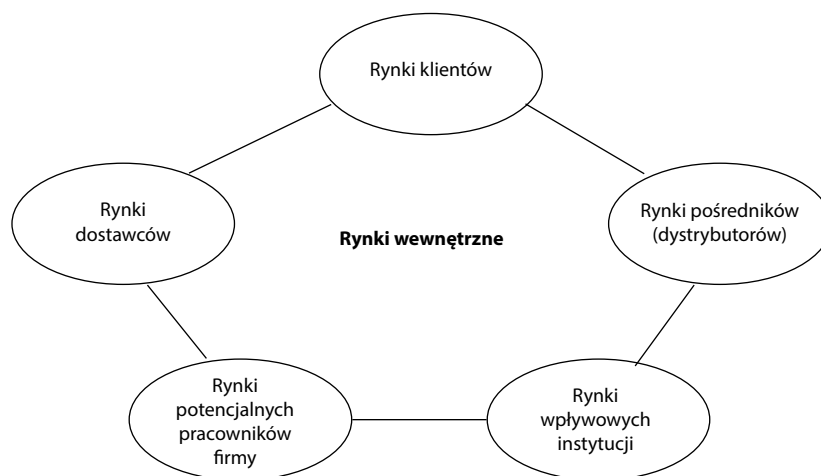 Rynki klientów
Rynki
dostawców
Rynki wewnętrzne
Rynki pośredników
(dystrybutorów)
Rynki
potencjalnych
pracowników
firmy
Rynki
wpływowych
instytucji